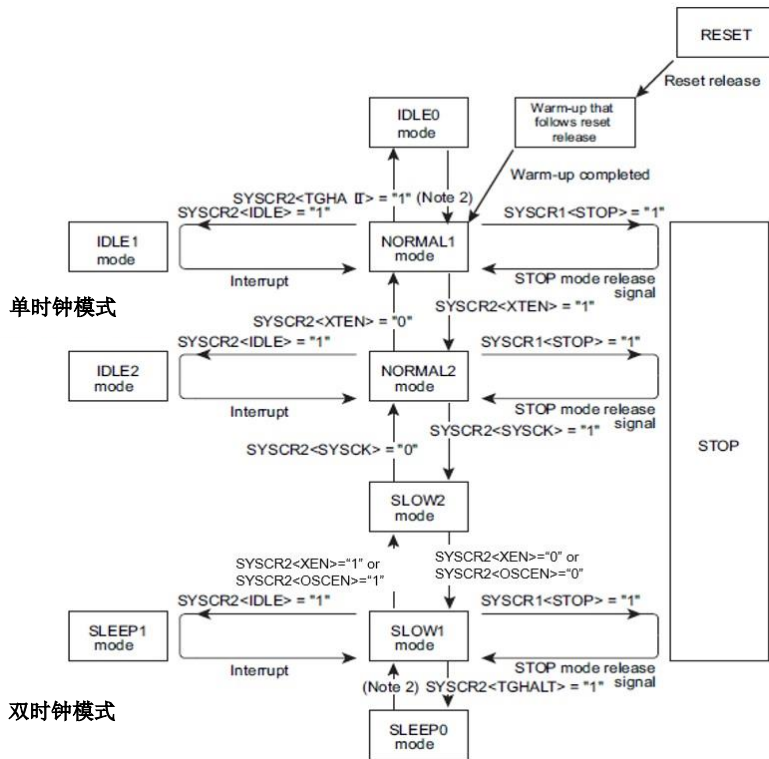 RESET
Reset release
IDLE0
mode
Warm-up that
follows reset
release
Warm-up completed
SYSCR2<TGHALT> = "1" (Note 2)
SYSCR2<IDLE> = "1"
SYSCR1<STOP> = "1"
IDLE1
mode
NORMAL1
mode
Interrupt
STOP mode release
signal
单时钟模式
SYSCR2<XTEN> = "0"
SYSCR2<XTEN> = "1"
SYSCR2<IDLE> = "1"
SYSCR1<STOP> = "1"
IDLE2
mode
NORMAL2
mode
Interrupt
STOP mode release
signal
SYSCR2<SYSCK> = "1"
SYSCR2<SYSCK> = "0"
STOP
SLOW2
mode
SYSCR2<XEN>="1" or
SYSCR2<OSCEN>="1"
SYSCR2<XEN>="0" or
SYSCR2<OSCEN>="0"
SYSCR2<IDLE> = "1"
SYSCR1<STOP> = "1"
SLEEP1
mode
SLOW1
mode
Interrupt
STOP mode release
signal
(Note 2) SYSCR2<TGHALT> = "1"
双时钟模式
SLEEP0
mode